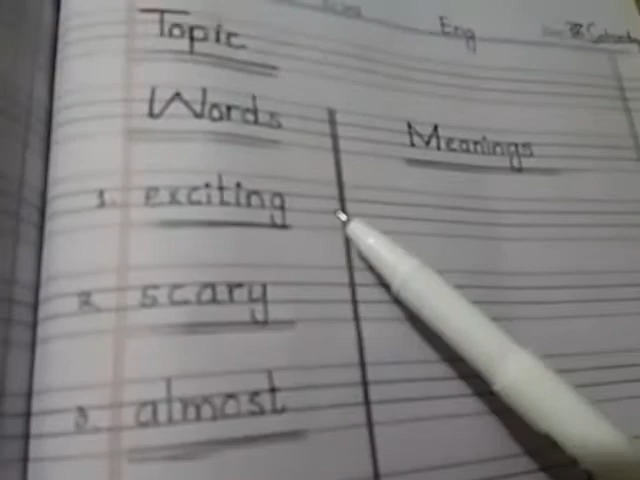 Eng
Topic
Words
Meanings
1. exciting
2. scary
3. almost